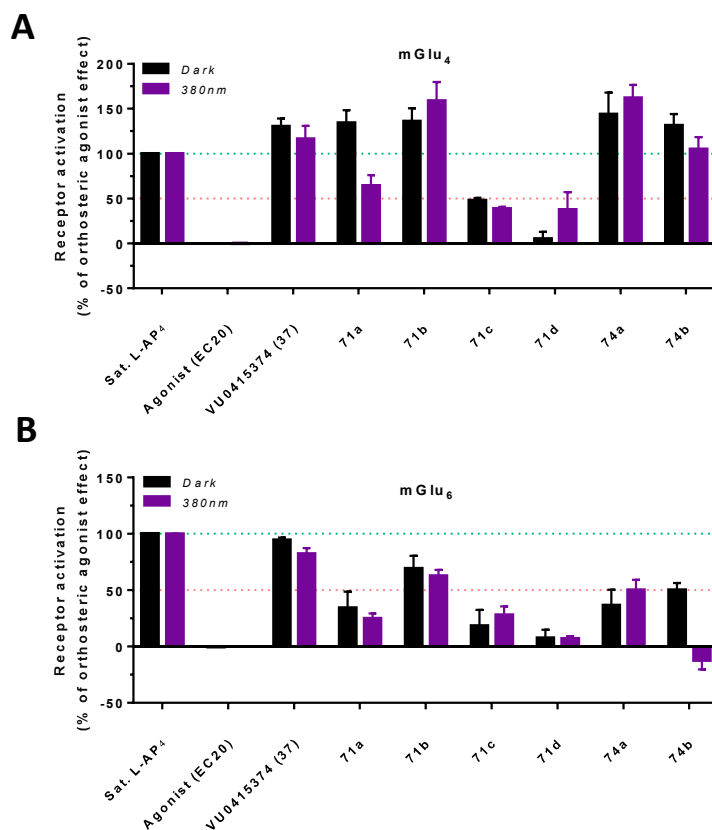 A
mGlu4
Dark
380nm
Receptor activation
(% of orthosteric agonist effect)
200
150
100
50
0
-50
Sat. L-AP4
Agonist (EC20)
VU0415374 (37)
71a
71b
71c
71d
74a
74b
B
mGlu6
Dark
380nm
Receptor activation
(% of orthosteric agonist effect)
150
100
50
0
-50
Sat. L-AP4
Agonist (EC20)
VU0415374 (37)
71a
71b
71c
71d
74a
74b